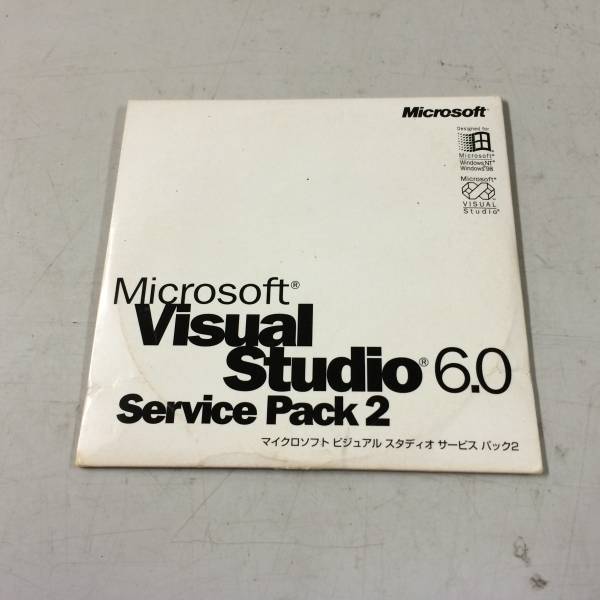 Microsoft
Designed for
Microsoft®
Windows NT®
Windows®98
Microsoft®
VISUAL
Studio®
Microsoft®
Visual
Studio® 6.0
Service Pack 2
マイクロソフト ビジュアル スタディオ サービス パック2